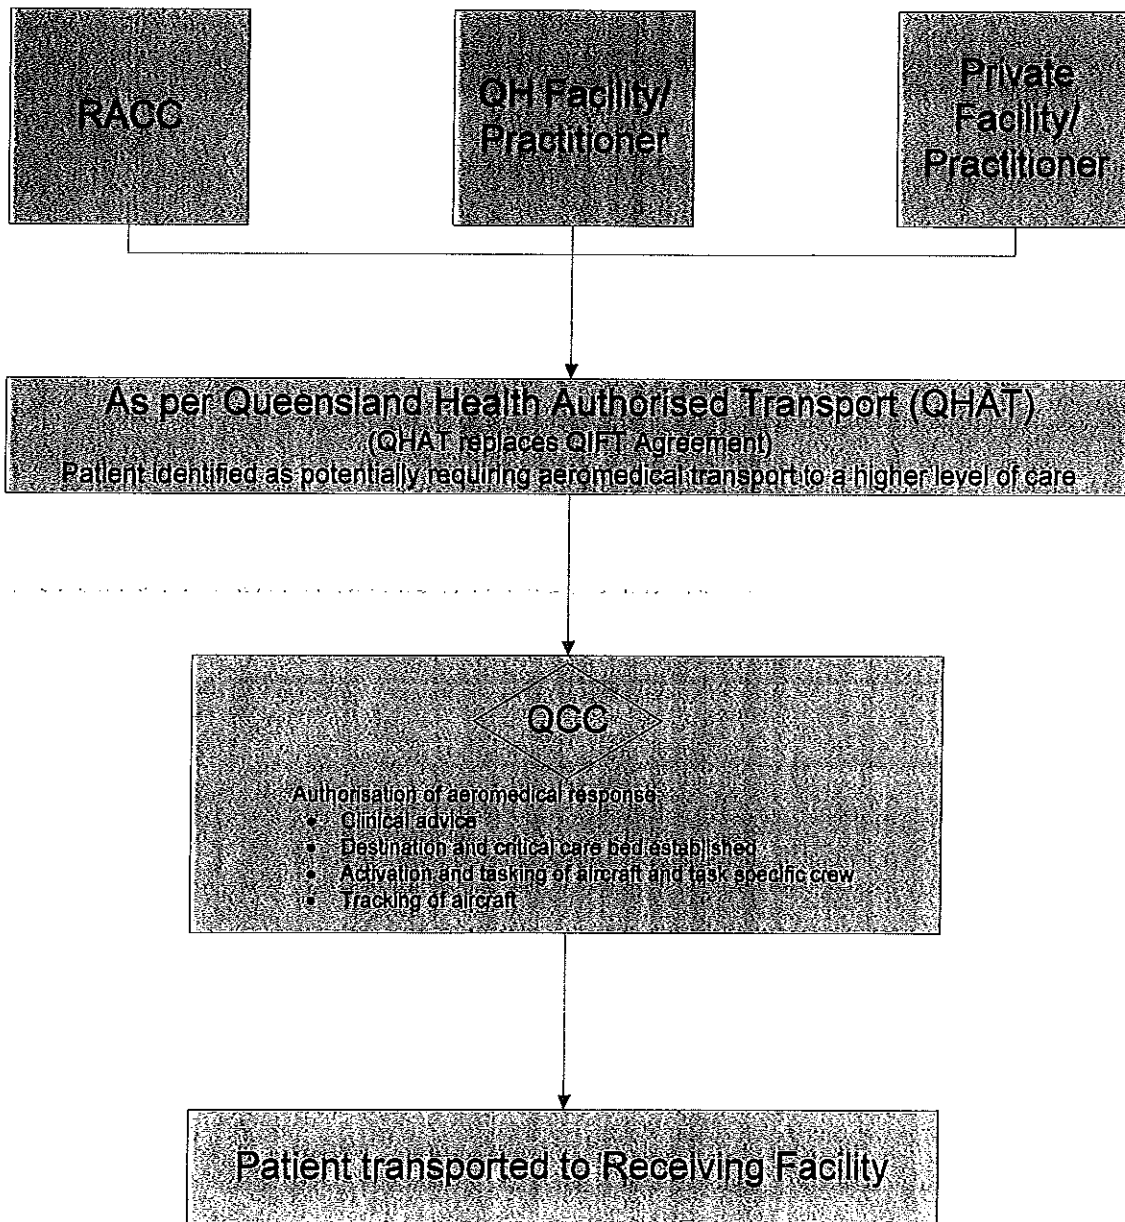 RACC
QH Facility/
Practitioner
Private
Facility/
Practitioner
As per Queensland Health Authorised Transport (QHAT)
(QHAT replaces QIFT Agreement)
Patient identified as potentially requiring aeromedical transport to a higher level of care
QCC
Authorisation of aeromedical response:
• Clinical advice
• Destination and critical care bed established
• Activation and tasking of aircraft and task specific crew
• Tracking of aircraft
Patient transported to Receiving Facility